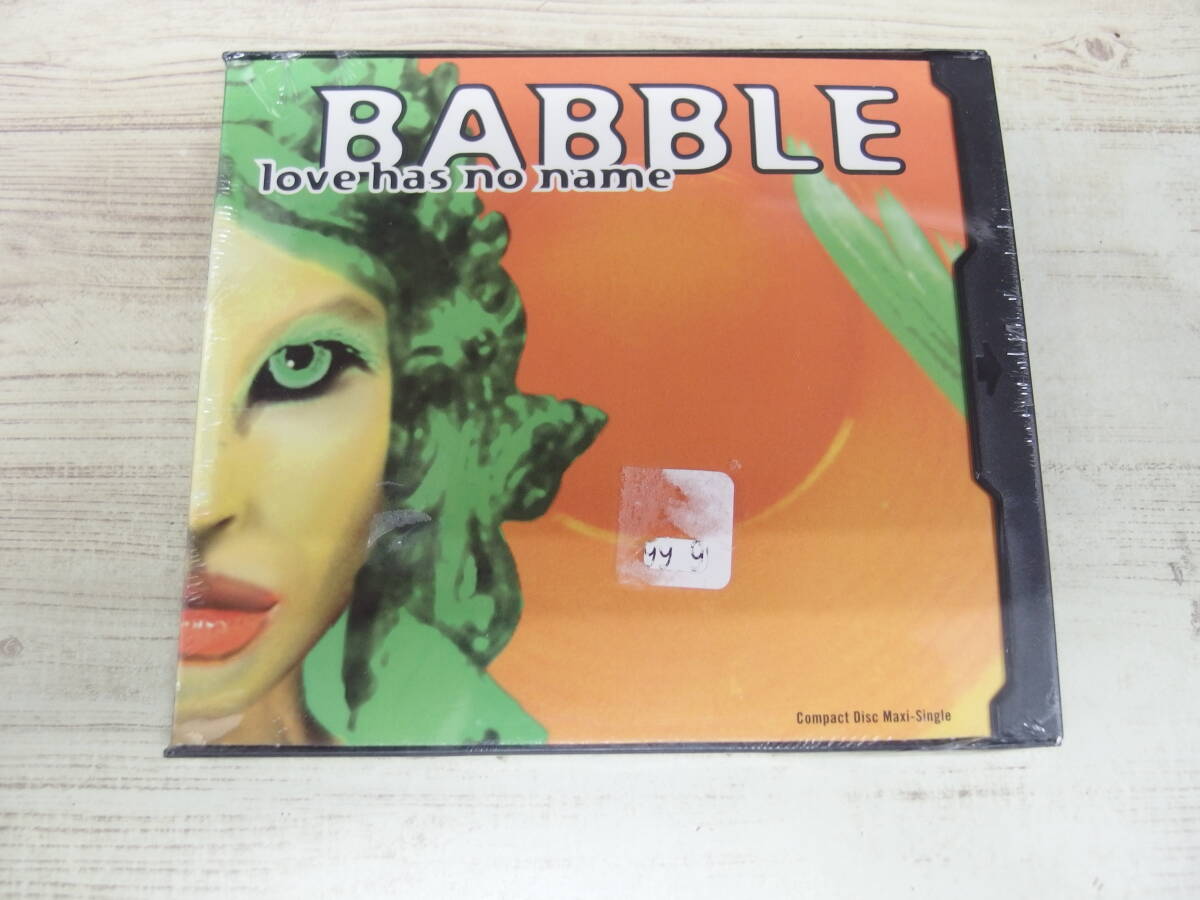 BABBLE
love has no name
Compact Disc Maxi-Single